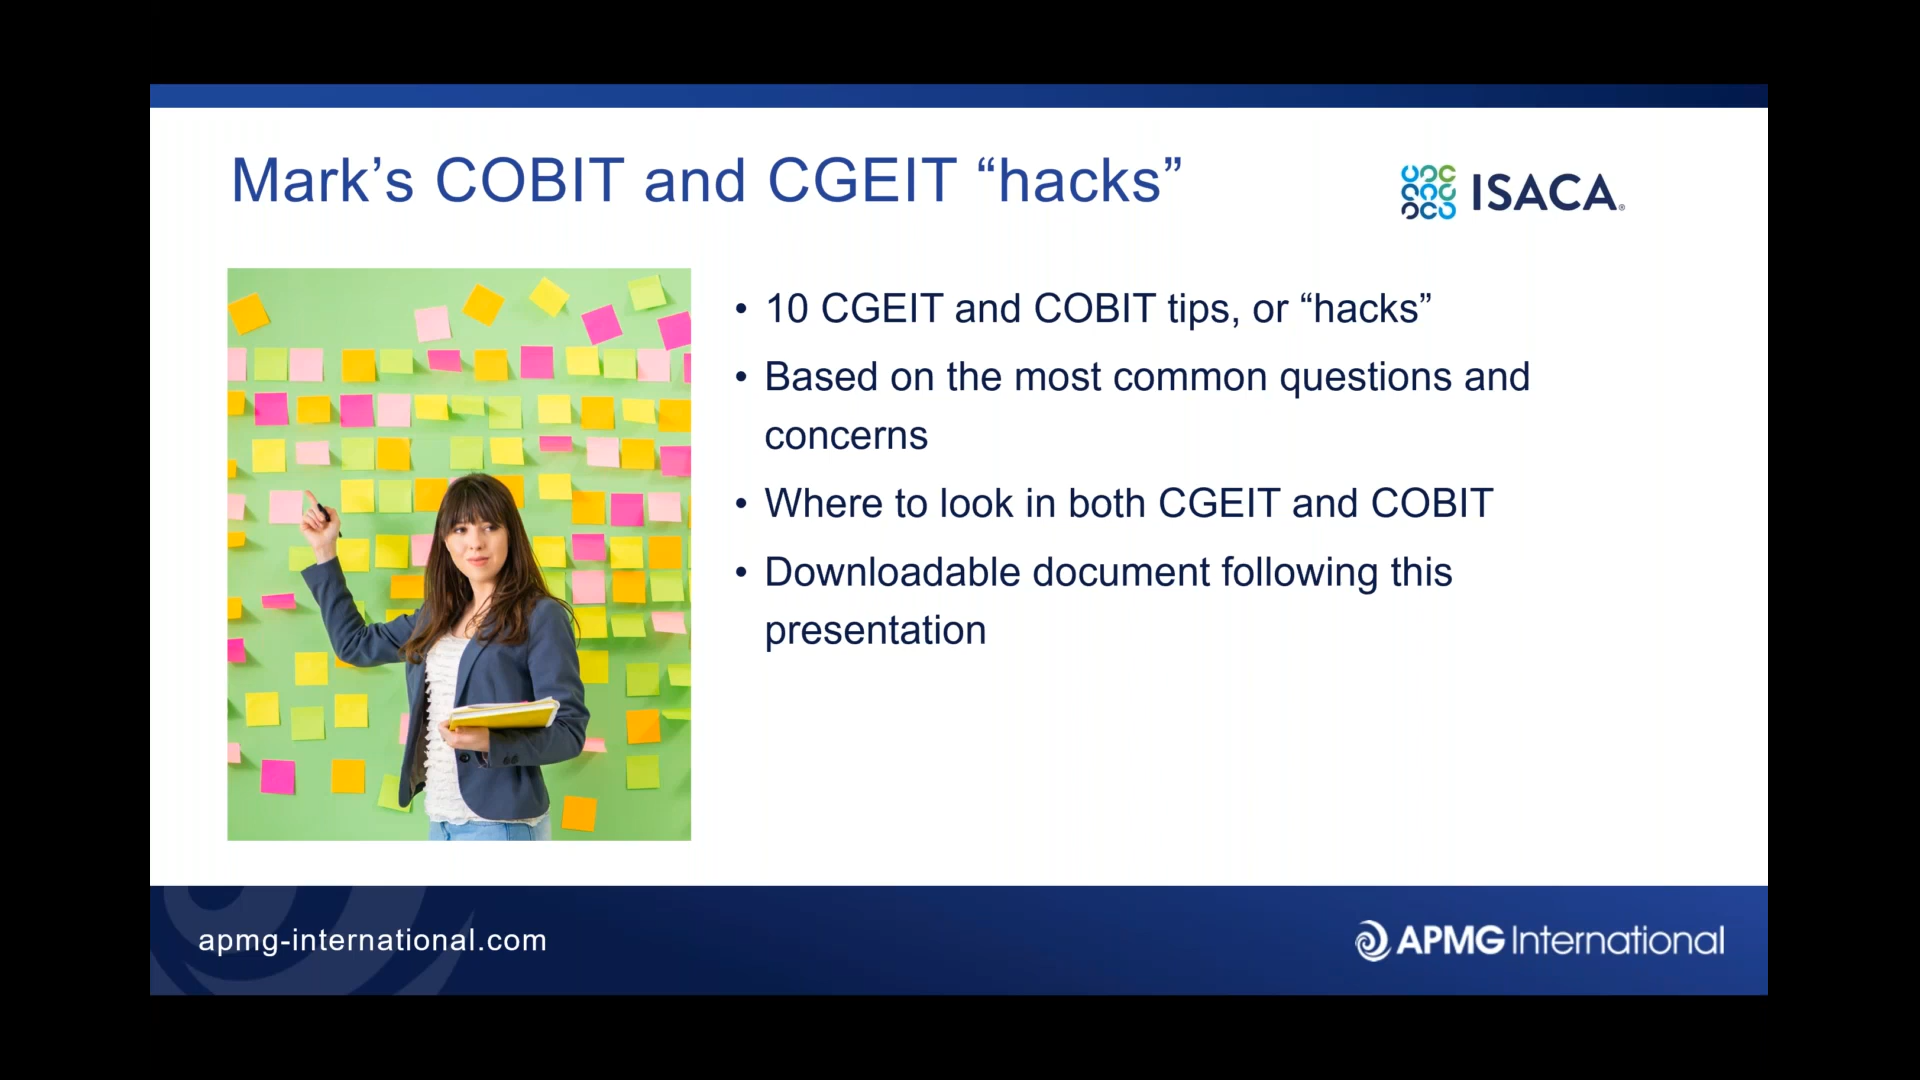 Mark’s COBIT and CGEIT “hacks”
ISACA®
• 10 CGEIT and COBIT tips, or “hacks”
• Based on the most common questions and
concerns
• Where to look in both CGEIT and COBIT
• Downloadable document following this
presentation
apmg-international.com
APMG International